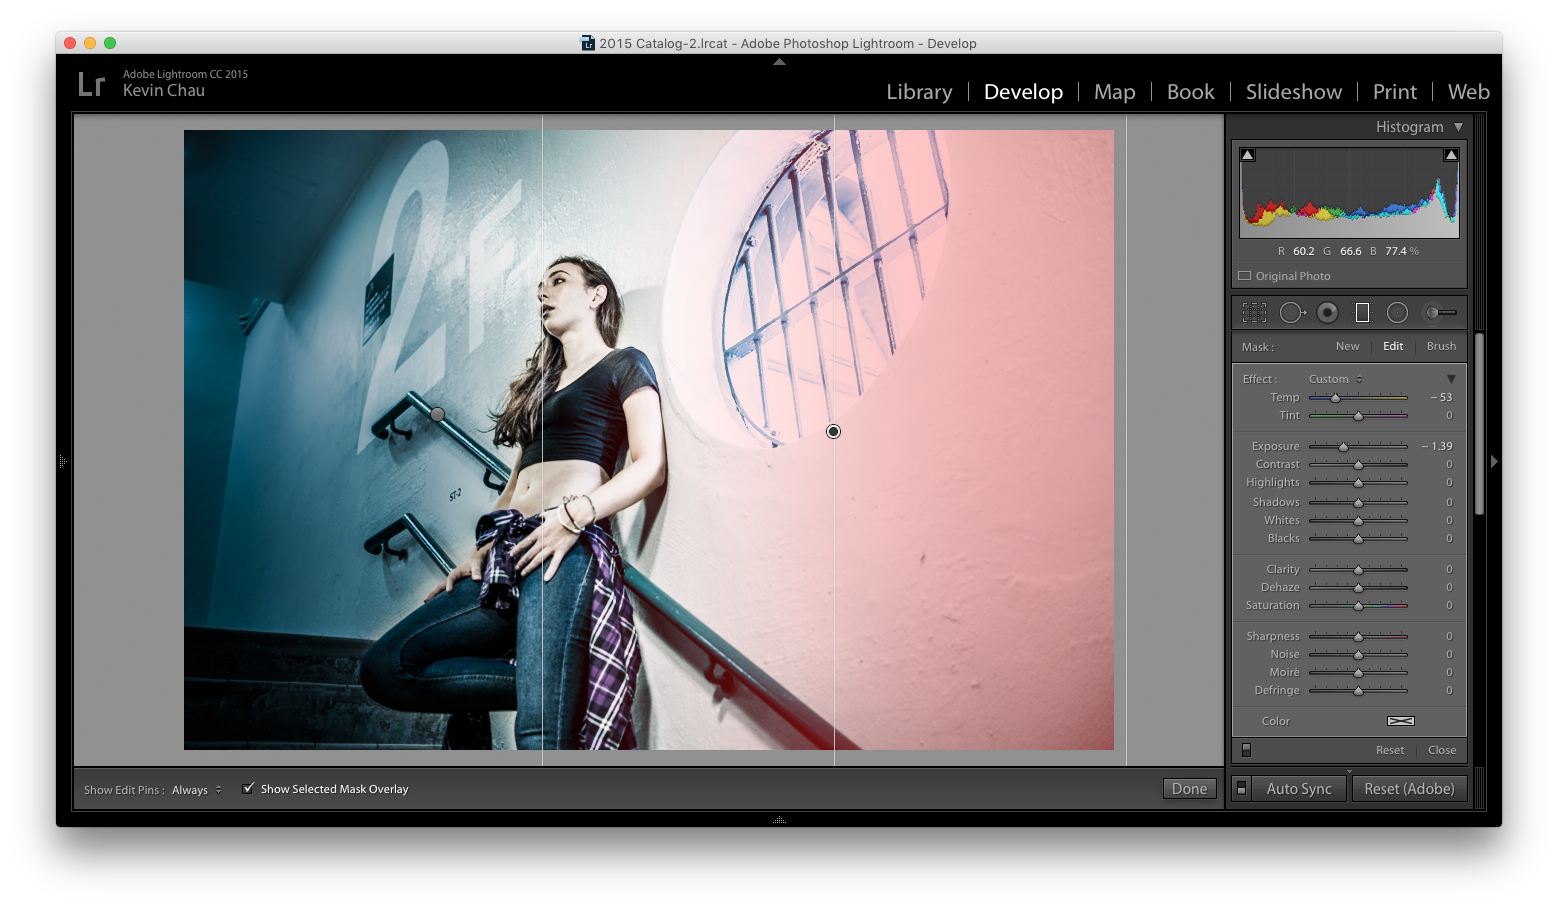 2015 Catalog-2.lrcat - Adobe Photoshop Lightroom - Develop
Lr
Adobe Lightroom CC 2015
Kevin Chau
Library | Develop | Map | Book | Slideshow | Print | Web
Histogram
R 60.2 G 66.6 B 77.4 %
Original Photo
Mask : New | Edit | Brush
Effect : Custom
Temp - 53
Tint 0
Exposure - 1.39
Contrast 0
Highlights 0
Shadows 0
Whites 0
Blacks 0
Clarity 0
Dehaze 0
Saturation 0
Sharpness 0
Noise 0
Moiré 0
Defringe 0
Color
Reset | Close
2F
ST-2
Show Edit Pins : Always Show Selected Mask Overlay Done
Auto Sync Reset (Adobe)